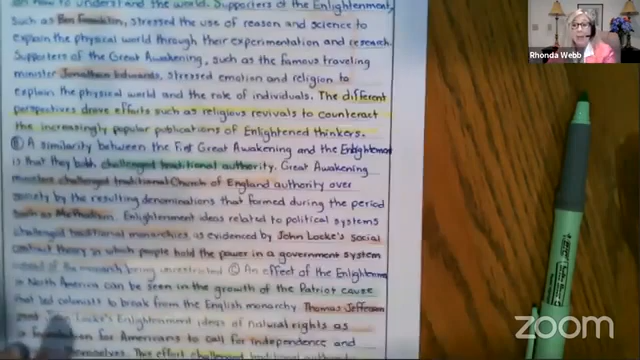 on how to understand the world. Supporters of the Enlightenment,
such as Ben Franklin, stressed the use of reason and science to
explain the physical world through their experimentation and research.
Supporters of the Great Awakening, such as the famous traveling
minister Jonathan Edwards, stressed emotion and religion to
explain the physical world and the role of individuals. The different
perspectives drove efforts such as religious revivals to counteract
the increasingly popular publications of Enlightened thinkers.
Ⓑ A similarity between the First Great Awakening and the Enlightenment
is that they both challenged traditional authority. Great Awakening
ministers challenged traditional Church of England authority over
society by the resulting denominations that formed during the period
such as Methodism. Enlightenment ideas related to political systems
challenged traditional monarchies, as evidenced by John Locke's social
contract theory in which people hold the power in a government system
instead of the monarch being unrestricted. Ⓒ An effect of the Enlightenment
in North America can be seen in the growth of the Patriot cause
that led colonists to break from the English monarchy. Thomas Jefferson
used John Locke's Enlightenment ideas of natural rights as
foundation for Americans to call for independence and
themselves. This effort challenged traditional
Rhonda Webb
zoom